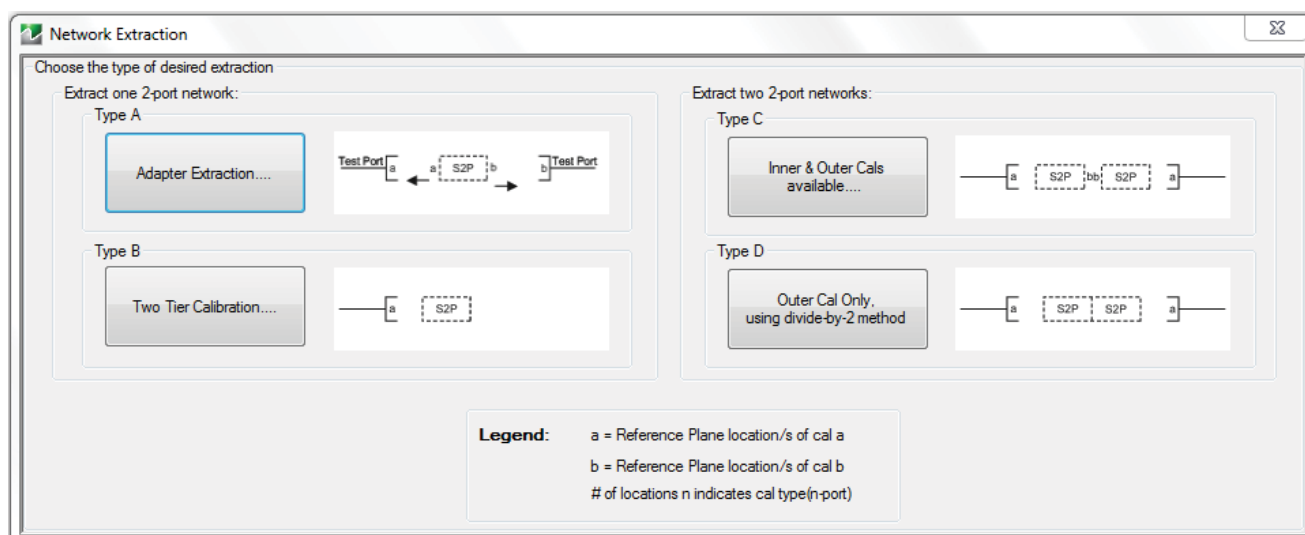 Network Extraction
Choose the type of desired extraction
Extract one 2-port network:
Type A
Adapter Extraction....
Test Port a a S2P b b Test Port
Type B
Two Tier Calibration....
a S2P
Extract two 2-port networks:
Type C
Inner & Outer Cals
available....
a S2P bb S2P a
Type D
Outer Cal Only,
using divide-by-2 method
a S2P S2P a
Legend: a = Reference Plane location/s of cal a
b = Reference Plane location/s of cal b
# of locations n indicates cal type(n-port)